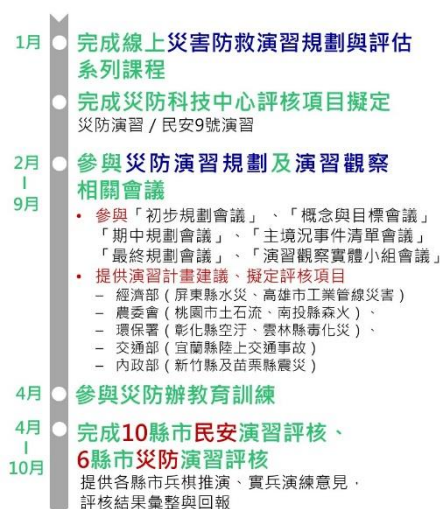 1月
完成線上災害防救演習規劃與評估
系列課程
完成災防科技中心評核項目擬定
災防演習 / 民安9號演習
2月
|
9月
參與災防演習規劃及演習觀察
相關會議
• 參與「初步規劃會議」、「概念與目標會議」
「期中規劃會議」、「主境況事件清單會議」
「最終規劃會議」、「演習觀察實體小組會議」
• 提供演習計畫建議、擬定評核項目
– 經濟部（屏東縣水災、高雄市工業管線災害）
– 農委會（桃園市土石流、南投縣森火）、
– 環保署（彰化縣空汙、雲林縣毒化災）、
– 交通部（宜蘭縣陸上交通事故）
– 內政部（新竹縣及苗栗縣震災）
4月
參與災防辦教育訓練
4月
|
10月
完成10縣市民安演習評核、
6縣市災防演習評核
提供各縣市兵棋推演、實兵演練意見，
評核結果彙整與回報